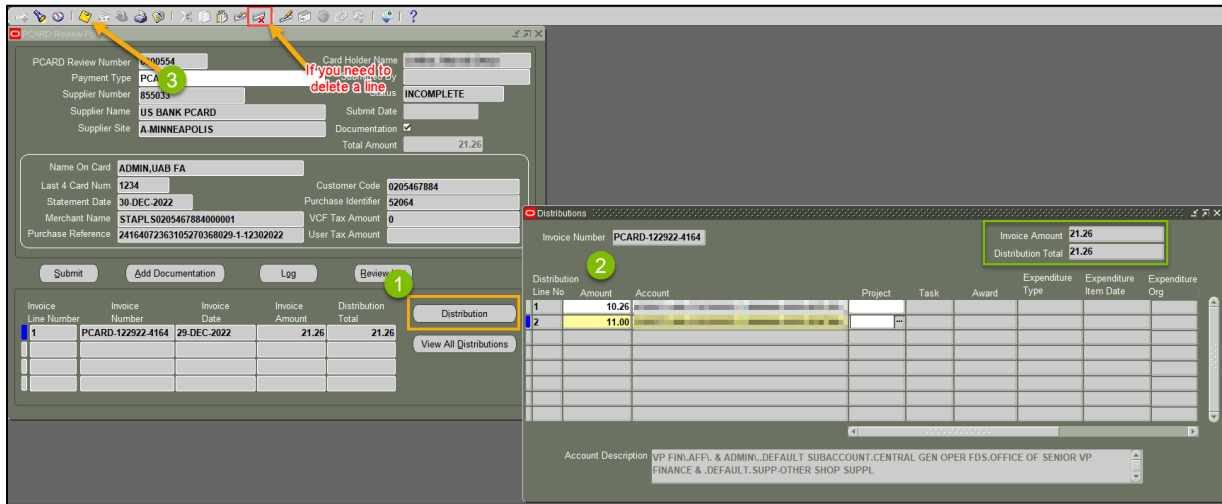 ?
PCARD Review Fo
PCARD Review Number 0000554 Card Holder Name
3
If you need to
delete a line
Payment Type PCA
Supplier Number 855033 Status INCOMPLETE
Supplier Name US BANK PCARD Submit Date
Supplier Site A-MINNEAPOLIS Documentation
Total Amount 21.26
Name On Card ADMIN,UAB FA
Last 4 Card Num 1234 Customer Code 0205467884
Statement Date 30-DEC-2022 Purchase Identifier 52064
Merchant Name STAPLS0205467884000001 VCF Tax Amount 0
Purchase Reference 24164072363105270368029-1-12302022 User Tax Amount
Submit Add Documentation Log Review
1
Invoice Line Number Invoice Number Invoice Date Invoice Amount Distribution Total
1 PCARD-122922-4164 29-DEC-2022 21.26 21.26
Distribution
View All Distributions
Distributions
Invoice Number PCARD-122922-4164
Invoice Amount 21.26
Distribution Total 21.26
2
Distribution Line No Amount Account Project Task Award Expenditure Type Expenditure Item Date Expenditure Org
1 10.26
2 11.00 ...
Account Description VP FIN\.AFF\. & ADMIN\..DEFAULT SUBACCOUNT.CENTRAL GEN OPER FDS.OFFICE OF SENIOR VP
FINANCE & .DEFAULT.SUPP-OTHER SHOP SUPPL